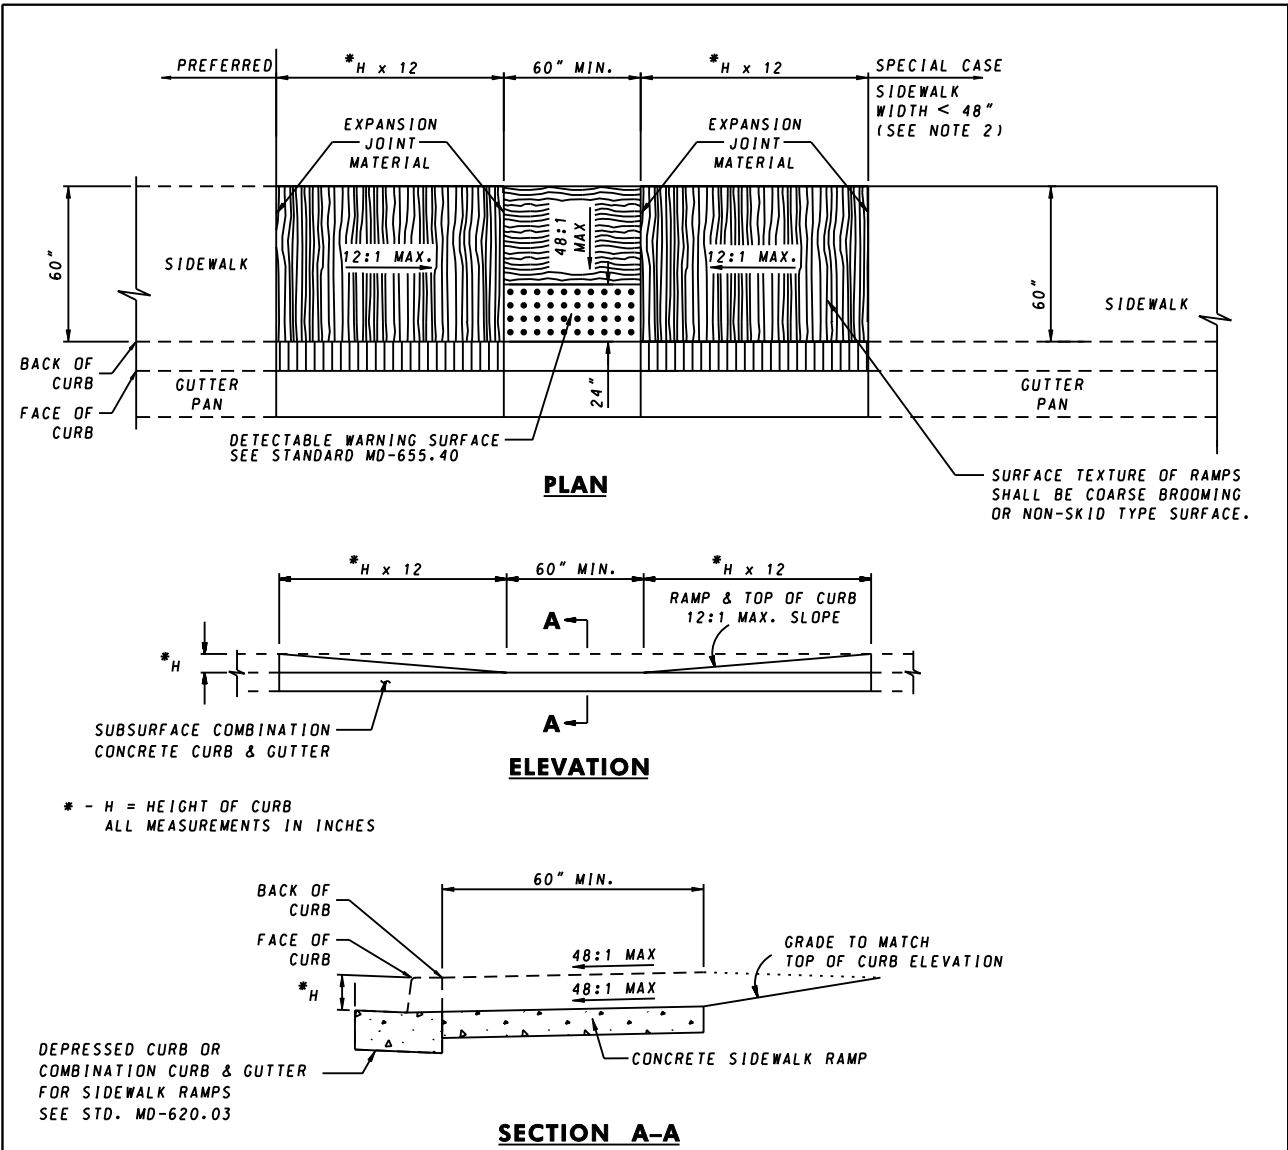 PREFERRED
*H x 12
60" MIN.
*H x 12
SPECIAL CASE
SIDEWALK
WIDTH < 48"
(SEE NOTE 2)
EXPANSION
JOINT
MATERIAL
EXPANSION
JOINT
MATERIAL
60"
SIDEWALK
12:1 MAX.
48:1
MAX
12:1 MAX.
60"
SIDEWALK
BACK OF
CURB
FACE OF
CURB
GUTTER
PAN
24"
GUTTER
PAN
DETECTABLE WARNING SURFACE
SEE STANDARD MD-655.40
PLAN
SURFACE TEXTURE OF RAMPS
SHALL BE COARSE BROOMING
OR NON-SKID TYPE SURFACE.
*H x 12
60" MIN.
*H x 12
RAMP & TOP OF CURB
12:1 MAX. SLOPE
A
*H
A
SUBSURFACE COMBINATION
CONCRETE CURB & GUTTER
ELEVATION
* - H = HEIGHT OF CURB
ALL MEASUREMENTS IN INCHES
60" MIN.
BACK OF
CURB
FACE OF
CURB
48:1 MAX
48:1 MAX
GRADE TO MATCH
TOP OF CURB ELEVATION
*H
CONCRETE SIDEWALK RAMP
DEPRESSED CURB OR
COMBINATION CURB & GUTTER
FOR SIDEWALK RAMPS
SEE STD. MD-620.03
SECTION A-A